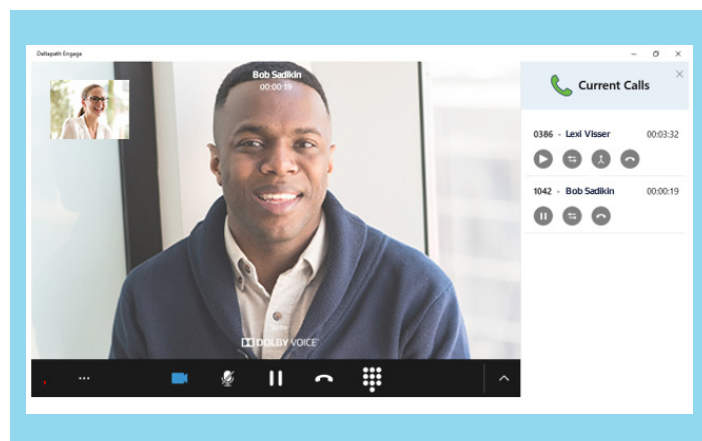 Deltapath Engage
Bob Sadikin
00:00:19
DOLBY VOICE
Current Calls
0386 - Lexi Visser 00:03:32
1042 - Bob Sadikin 00:00:19